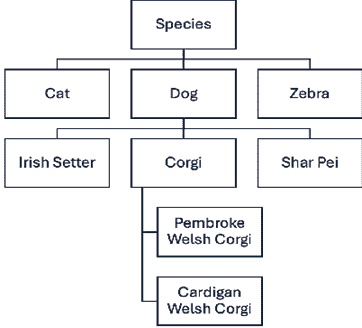 Species
Cat
Dog
Zebra
Irish Setter
Corgi
Shar Pei
Pembroke
Welsh Corgi
Cardigan
Welsh Corgi